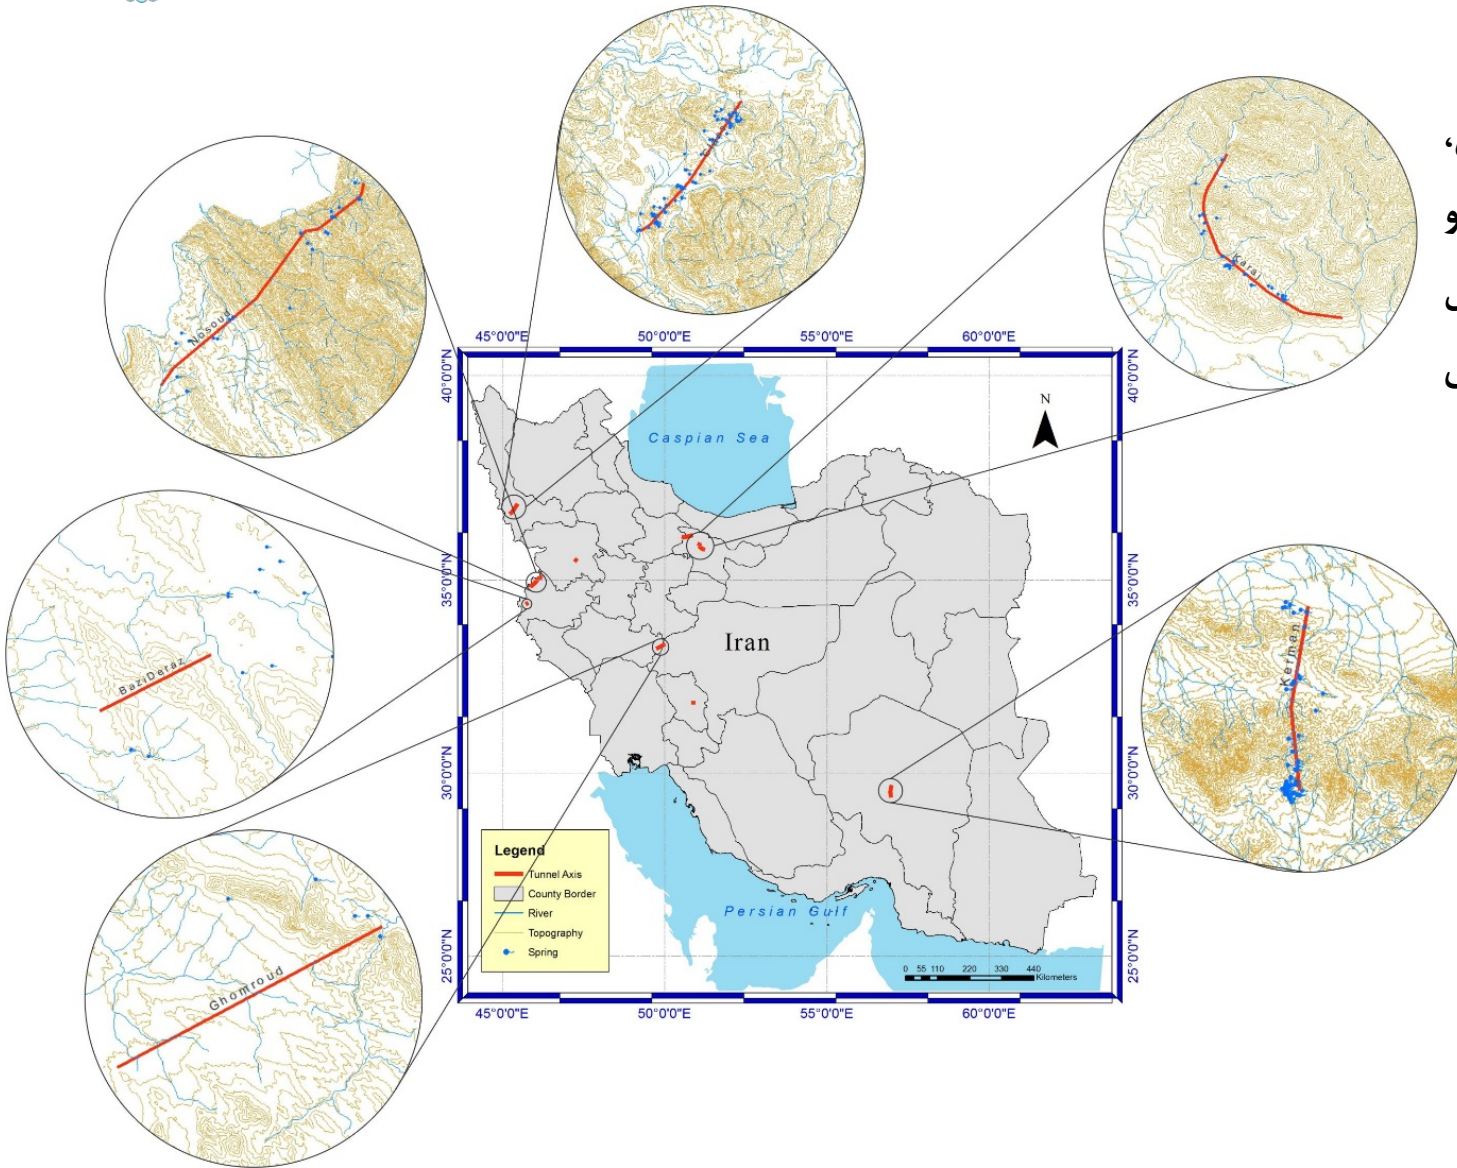 ،
و
Nosoud
Karaj
BaziDeraz
Kerman
Ghomroud
45°0'0"E 50°0'0"E 55°0'0"E 60°0'0"E
40°0'0"N
40°0'0"N
35°0'0"N
35°0'0"N
30°0'0"N
30°0'0"N
25°0'0"N
25°0'0"N
N
Caspian Sea
Iran
Persian Gulf
Legend
Tunnel Axis
County Border
River
Topography
Spring
0 55 110 220 330 440
Kilometers
45°0'0"E 50°0'0"E 55°0'0"E 60°0'0"E